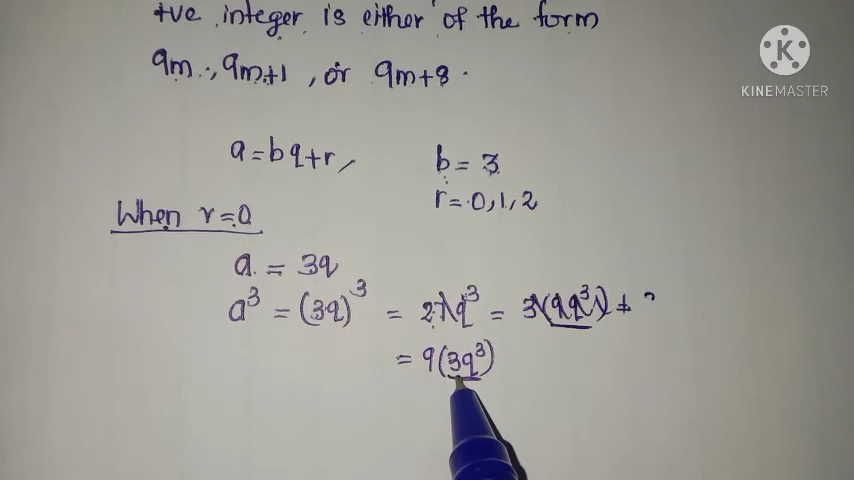 +ve integer is either of the form
9m, 9m+1, or 9m+8.
K
KINEMASTER
a=bq+r,
b = 3
r=0,1,2
When r=0
a = 3q
a³ = (3q)³ = 27q³ = 3(9q³) + ?
= 9(3q³)